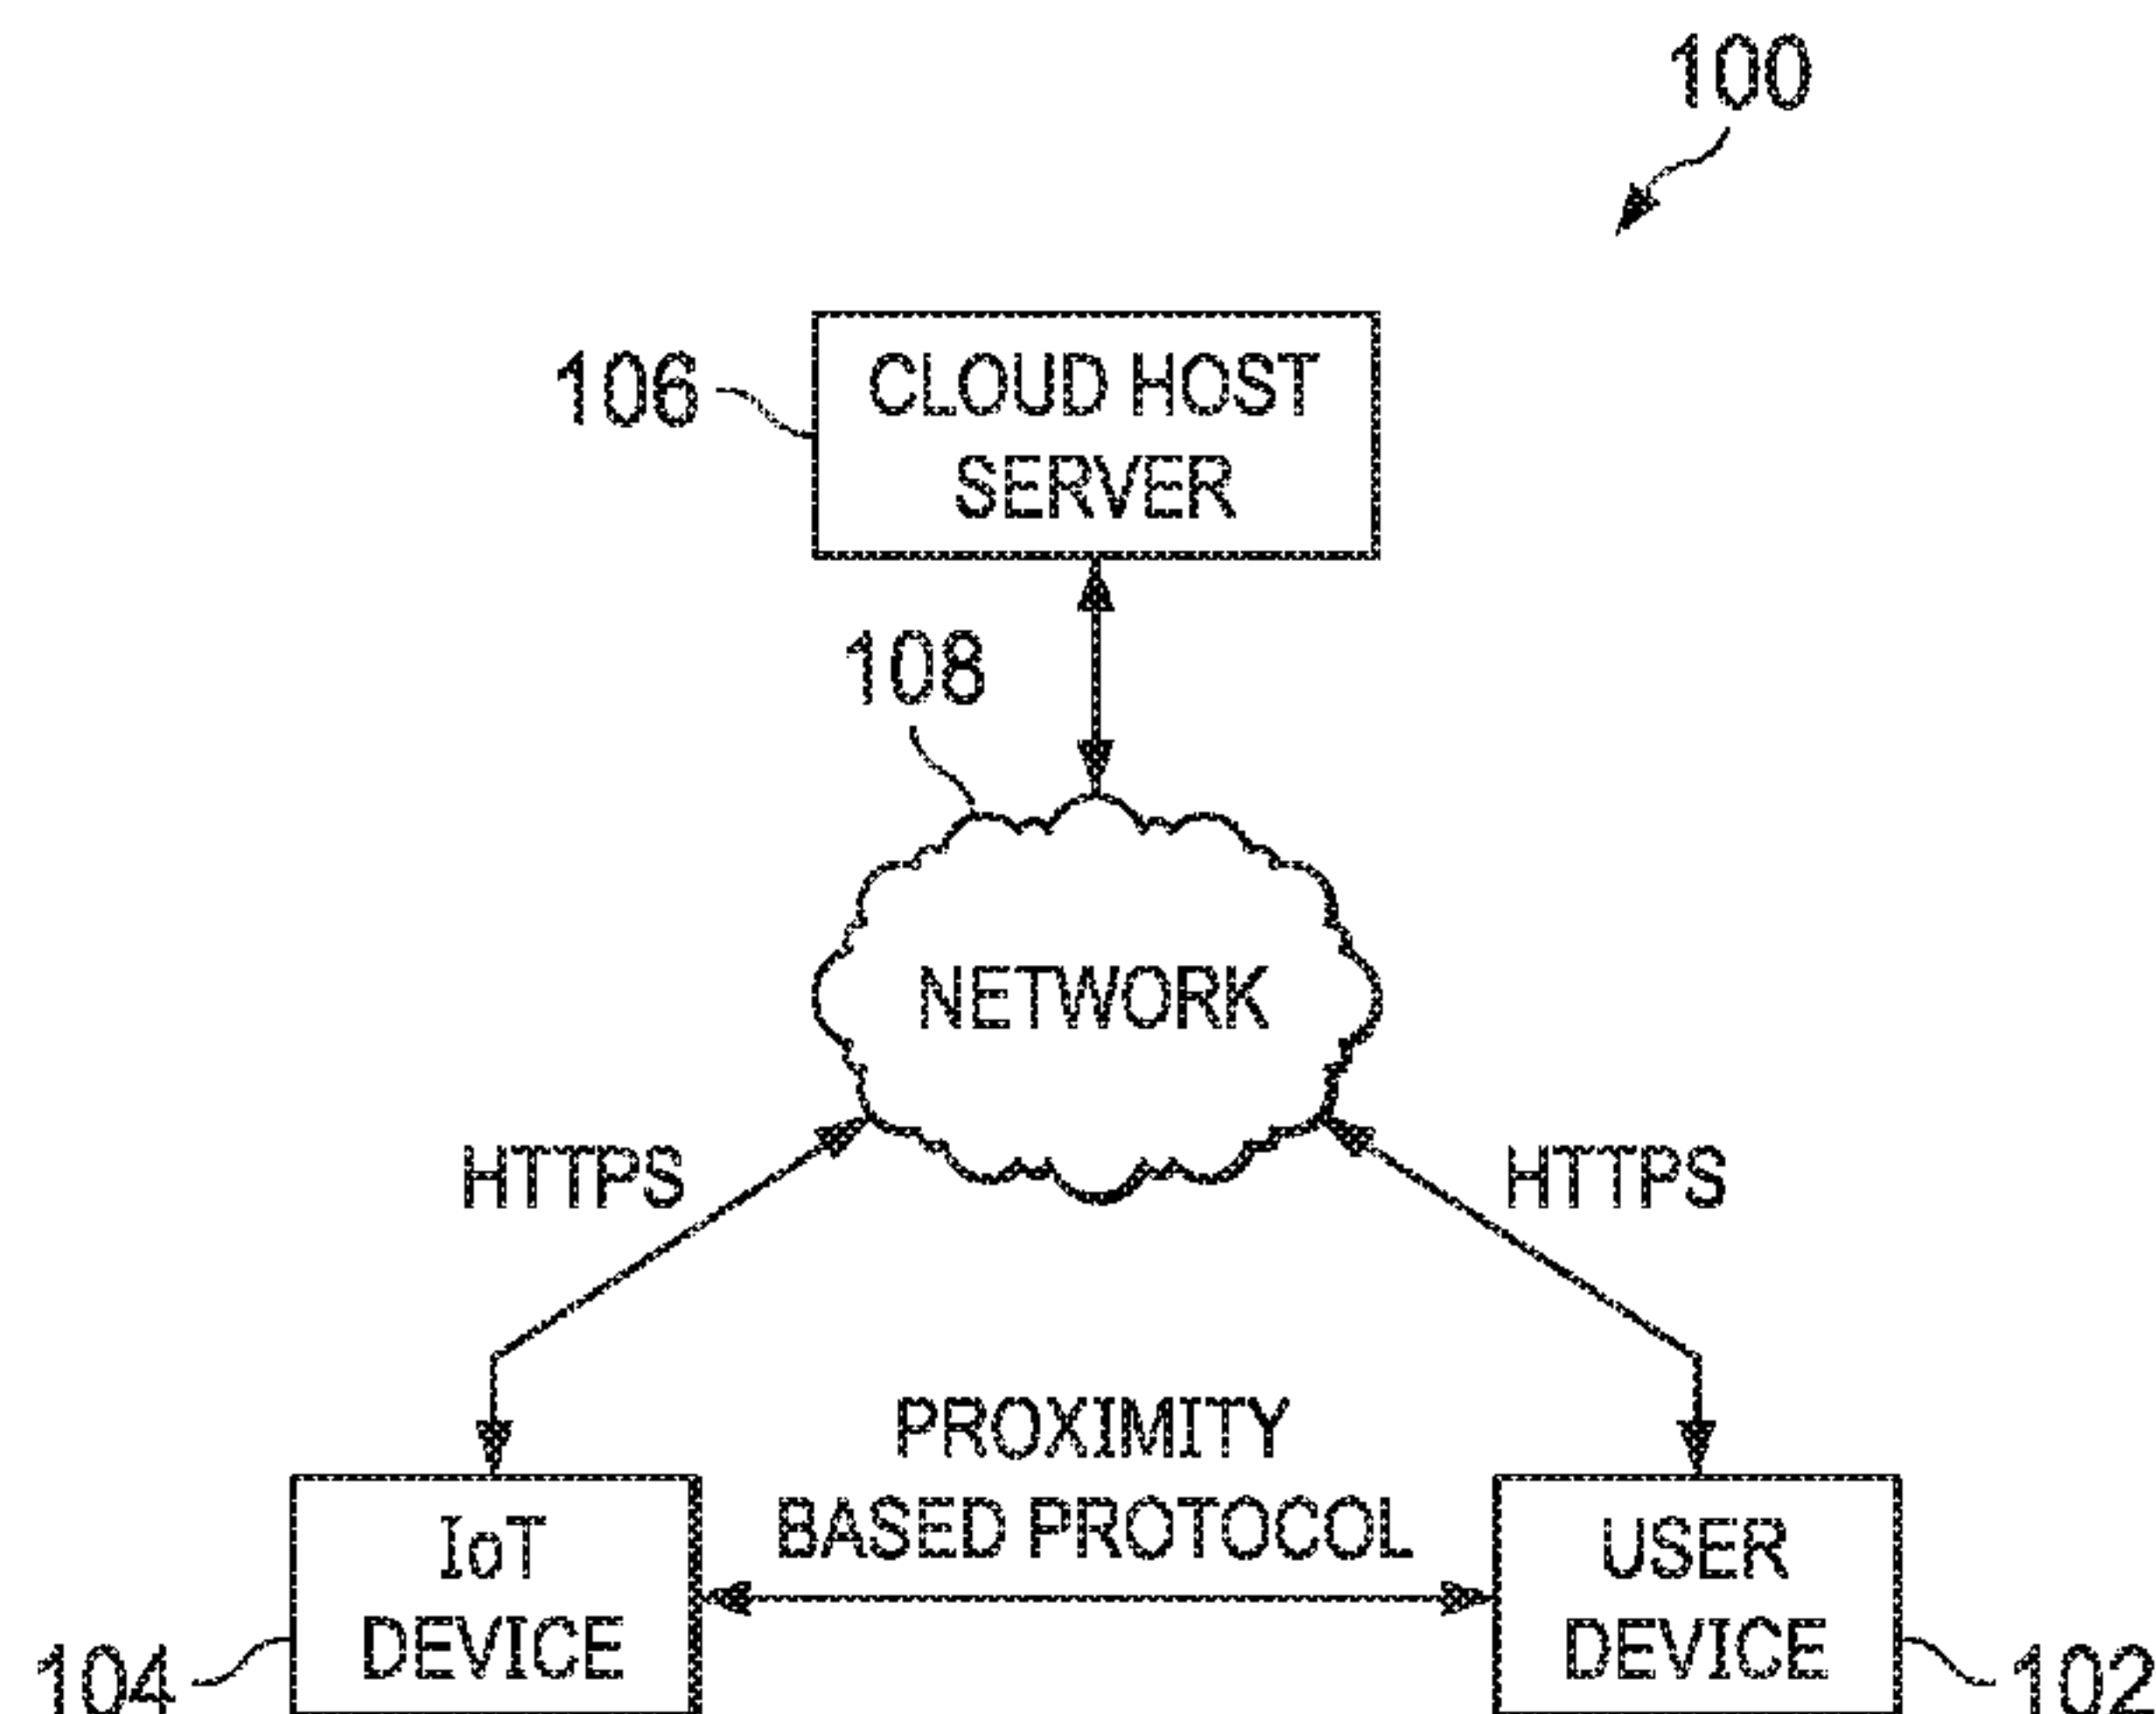 100
106
CLOUD HOST
SERVER
108
NETWORK
HTTPS
HTTPS
PROXIMITY
BASED PROTOCOL
IoT
DEVICE
USER
DEVICE
104
102